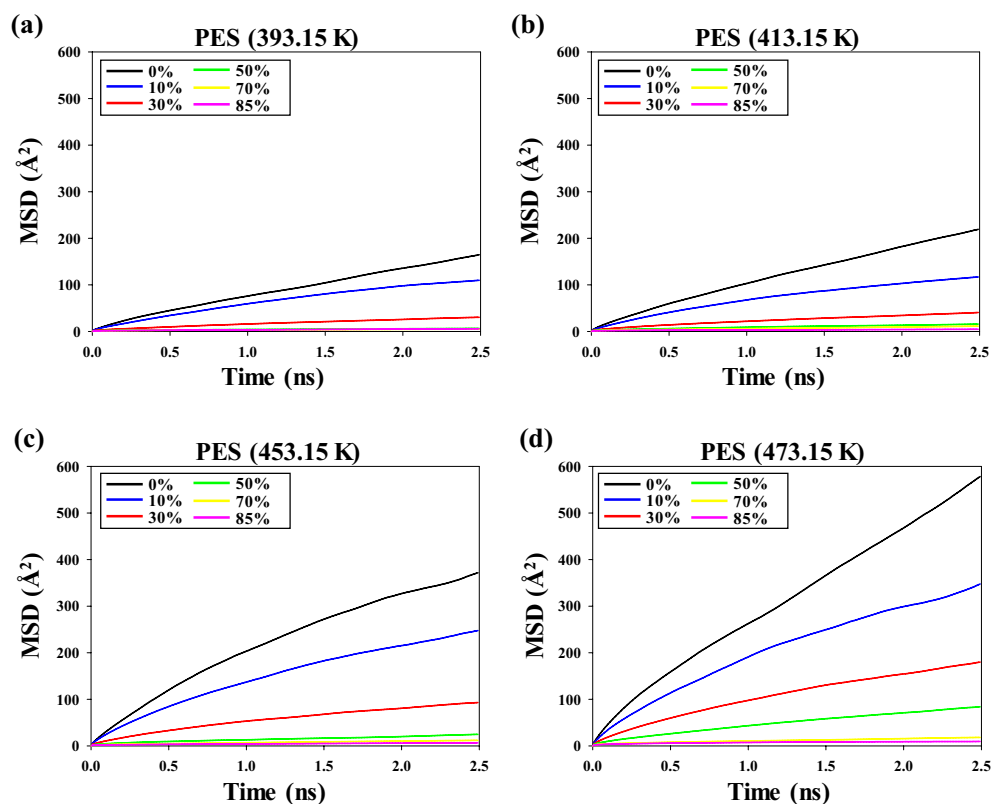 (a)
PES (393.15 K)
0%
10%
30%
50%
70%
85%
600
500
400
300
200
100
0
MSD (Å²)
0.0 0.5 1.0 1.5 2.0 2.5
Time (ns)
(b)
PES (413.15 K)
0%
10%
30%
50%
70%
85%
600
500
400
300
200
100
0
MSD (Å²)
0.0 0.5 1.0 1.5 2.0 2.5
Time (ns)
(c)
PES (453.15 K)
0%
10%
30%
50%
70%
85%
600
500
400
300
200
100
0
MSD (Å²)
0.0 0.5 1.0 1.5 2.0 2.5
Time (ns)
(d)
PES (473.15 K)
0%
10%
30%
50%
70%
85%
600
500
400
300
200
100
0
MSD (Å²)
0.0 0.5 1.0 1.5 2.0 2.5
Time (ns)